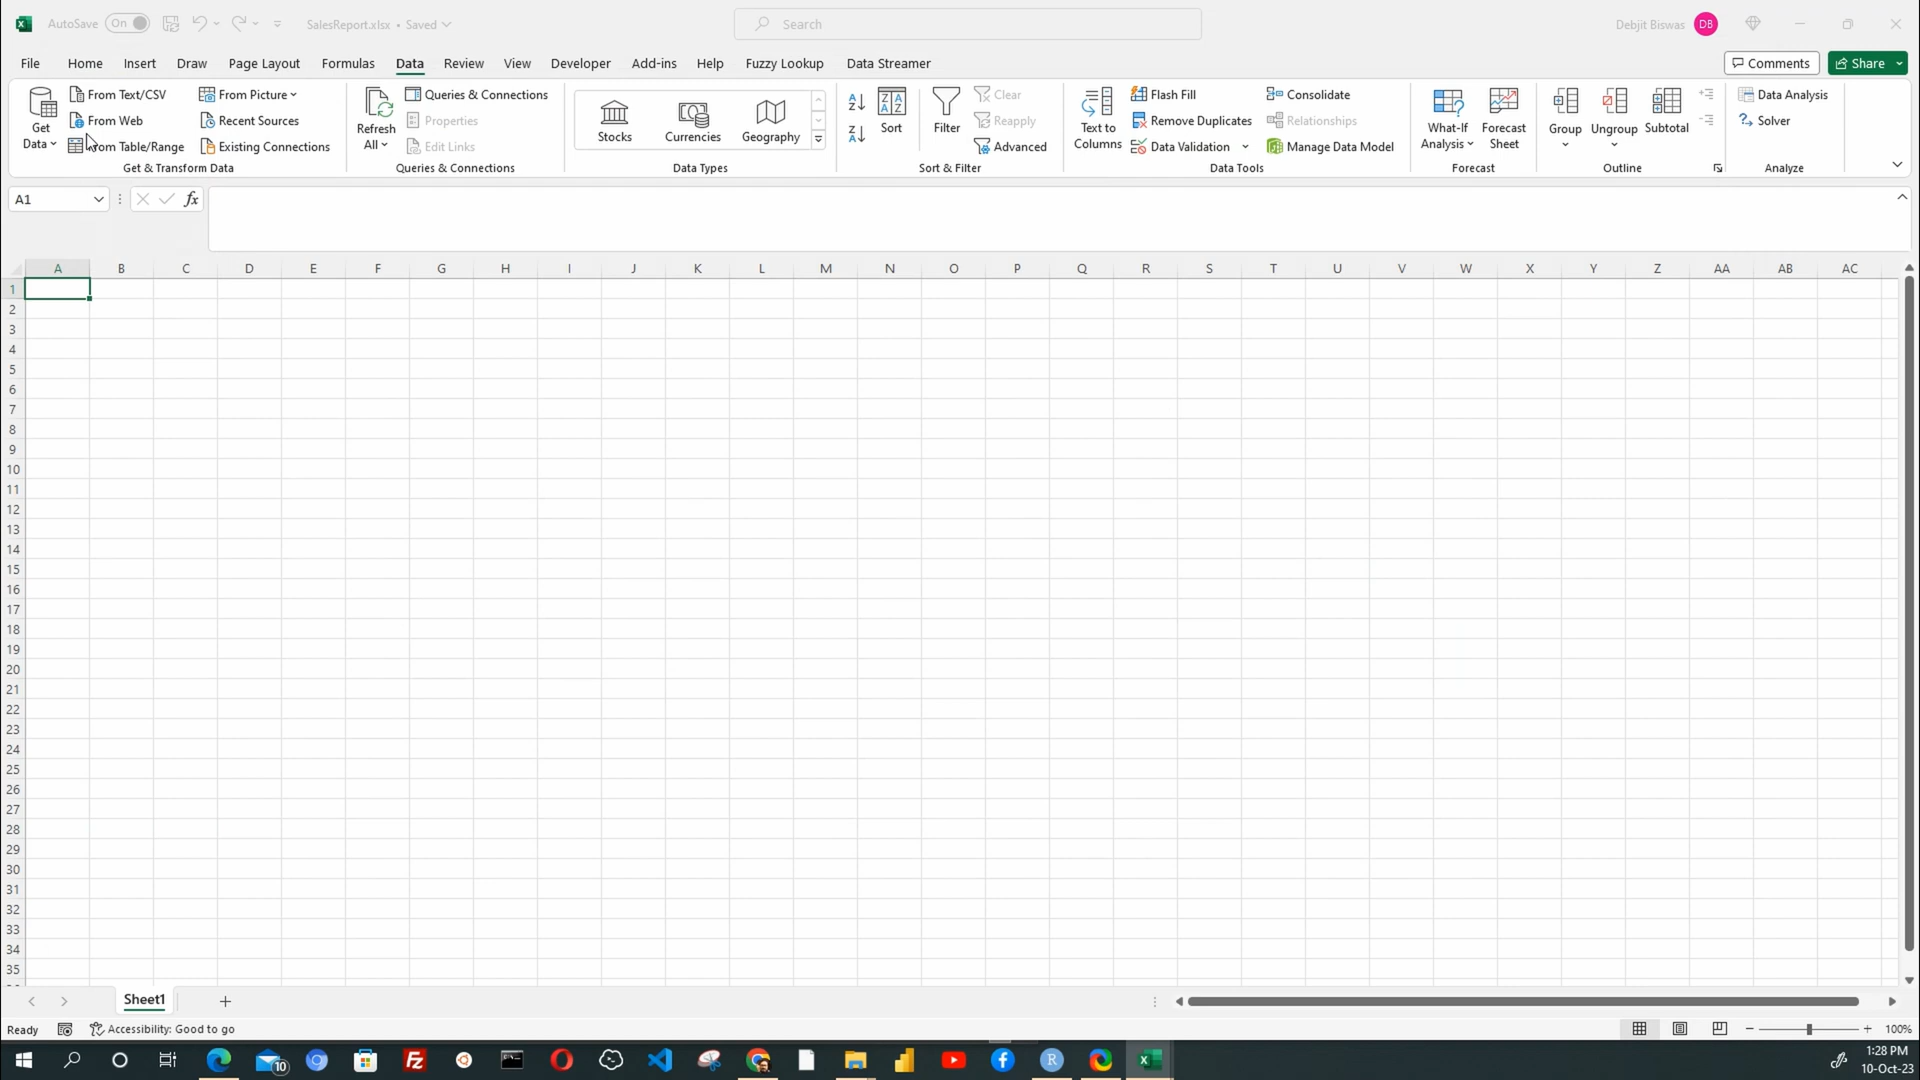 AutoSave On SalesReport.xlsx • Saved Search Debjit Biswas DB
File Home Insert Draw Page Layout Formulas Data Review View Developer Add-ins Help Fuzzy Lookup Data Streamer Comments Share
Get Data
From Text/CSV
From Web
From Table/Range
From Picture
Recent Sources
Existing Connections
Get & Transform Data
Refresh All
Queries & Connections
Properties
Edit Links
Queries & Connections
Stocks Currencies Geography
Data Types
Sort
Filter
Clear
Reapply
Advanced
Sort & Filter
Text to Columns
Flash Fill
Remove Duplicates
Data Validation
Consolidate
Relationships
Manage Data Model
Data Tools
What-If Analysis
Forecast Sheet
Forecast
Group Ungroup Subtotal
Outline
Data Analysis
Solver
Analyze
A1 fx
A B C D E F G H I J K L M N O P Q R S T U V W X Y Z AA AB AC
1
2
3
4
5
6
7
8
9
10
11
12
13
14
15
16
17
18
19
20
21
22
23
24
25
26
27
28
29
30
31
32
33
34
35
Sheet1
Ready Accessibility: Good to go 100%
10
1:28 PM
10-Oct-23